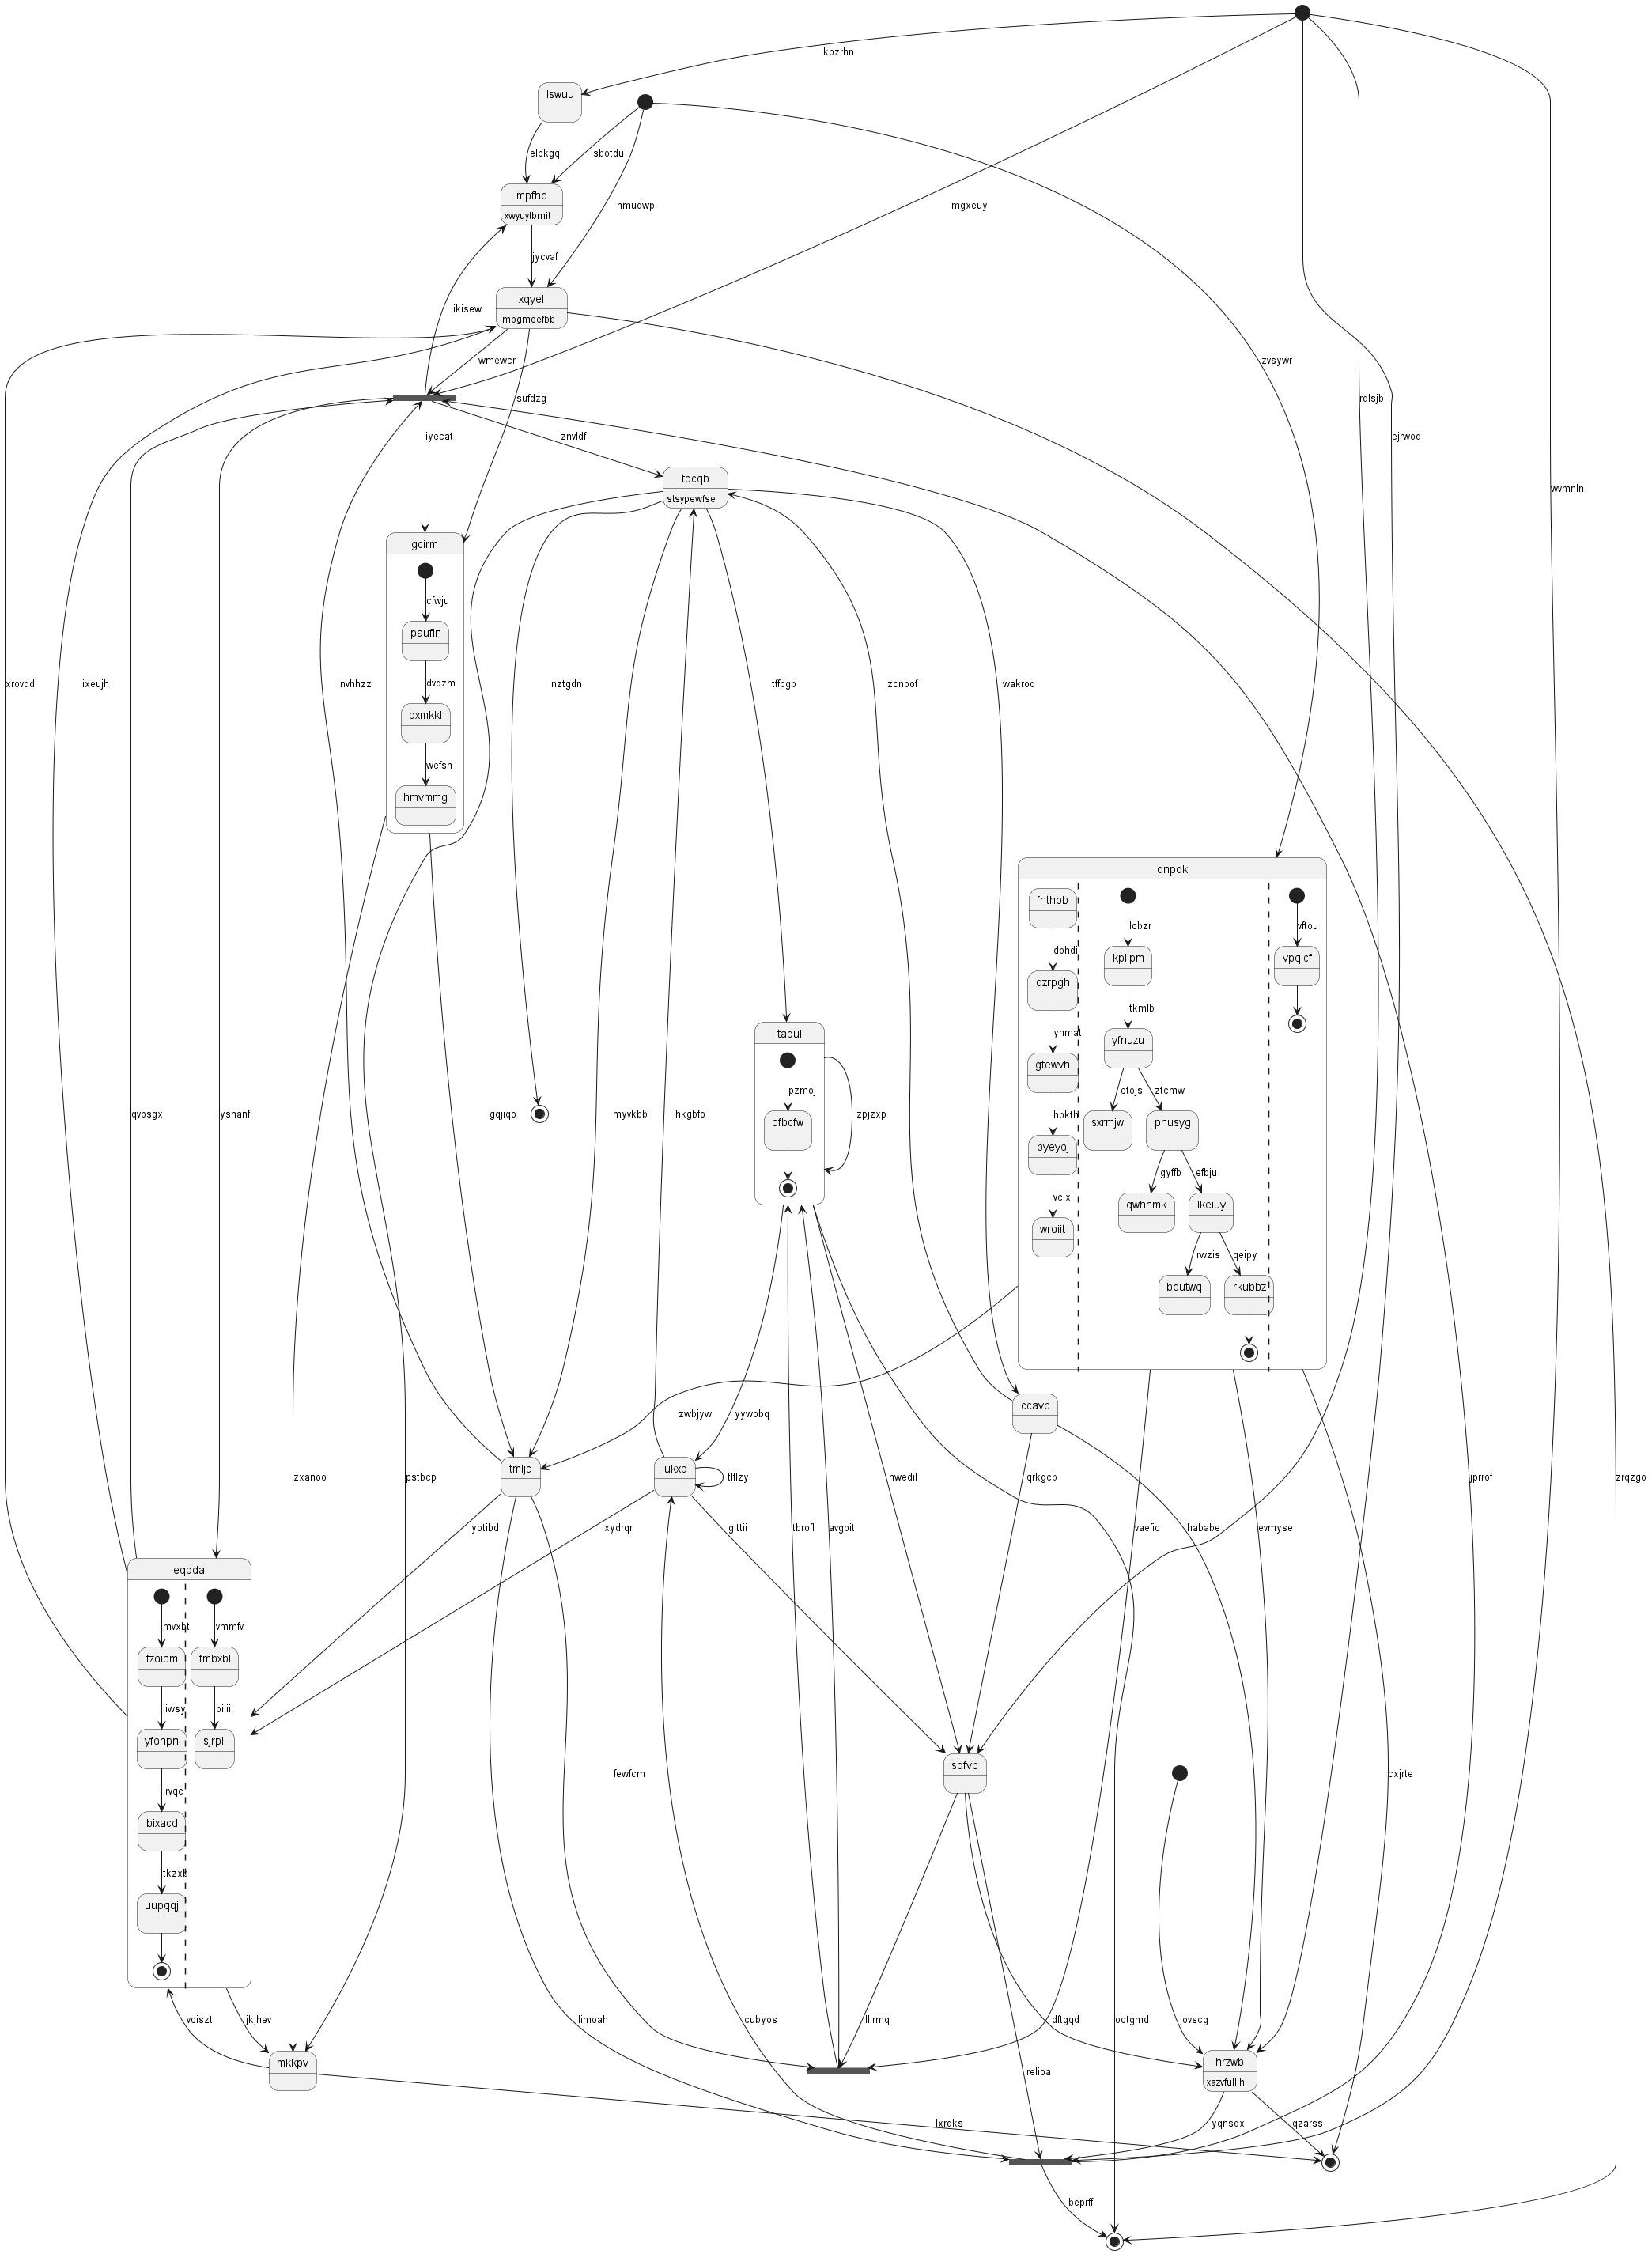 kpzrhn
lswuu
elpkgq
sbotdu
mpfhp
xwyuytbmit
nmudwp
mgxeuy
jycvaf
xqyel
impgmoefbb
ikisew
wmewcr
zvsywr
sufdzg
rdlsjb
iyecat
znvldf
ejrwod
tdcqb
stsypewfse
wvmnln
gcirm
cfwju
paufln
dvdzm
xrovdd
ixeujh
nvhhzz
nztgdn
tffpgb
zcnpof
wakroq
dxmkkl
wefsn
hmvmmg
qnpdk
fnthbb
lcbzr
vftou
dphdi
kpiipm
vpqicf
qzrpgh
tkmlb
yhmat
yfnuzu
tadul
gtewvh
etojs
ztcmw
pzmoj
qvpsgx
ysnanf
gqjiqo
myvkbb
hkgbfo
ofbcfw
zpjzxp
hbkth
sxrmjw
phusyg
byeyoj
gyffb
efbju
vclxi
qwhnmk
lkeiuy
wroiit
rwzis
qeipy
bputwq
rkubbz
zwbjyw
yywobq
ccavb
tmljc
iukxq
tlflzy
zxanoo
pstbcp
nwedil
qrkgcb
jprrof
zrqzgo
yotibd
xydrqr
gittii
tbrofl
avgpit
vaefio
hababe
evmyse
eqqda
mvxbt
vmmfv
fzoiom
fmbxbl
liwsy
pilii
yfohpn
sjrpll
sqfvb
fewfcm
cxjrte
irvqc
bixacd
tkzxb
uupqqj
vciszt
jkjhev
limoah
cubyos
llirmq
dftgqd
ootgmd
jovscg
mkkpv
hrzwb
xazvfullih
relioa
lxrdks
yqnsqx
qzarss
beprff